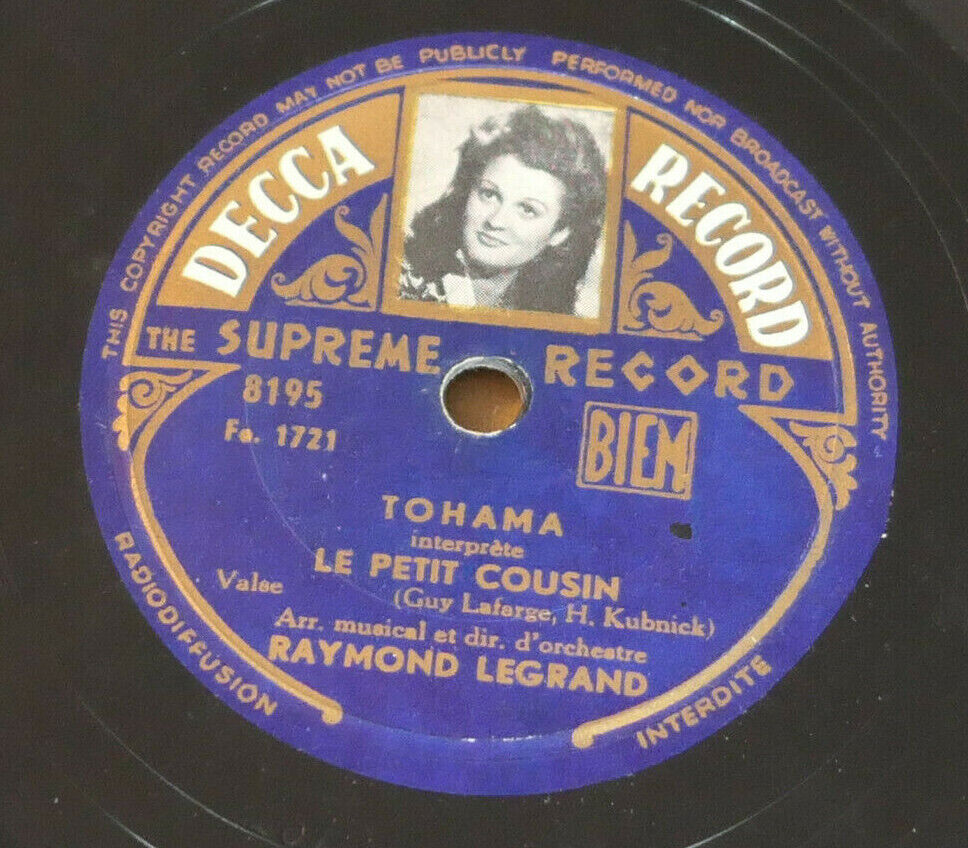 THIS COPYRIGHT RECORD MAY NOT BE PUBLICLY PERFORMED NOR BROADCAST WITHOUT AUTHORITY
DECCA RECORD
THE SUPREME RECORD
8195
Fa. 1721
BIEM
TOHAMA
interprète
LE PETIT COUSIN
Valse
(Guy Lafarge, H. Kubnick)
Arr. musical et dir. d'orchestre
RAYMOND LEGRAND
RADIODIFFUSION INTERDITE